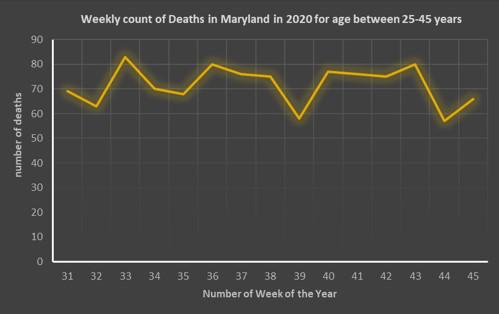 Weekly count of Deaths in Maryland in 2020 for age between 25-45 years
number of deaths
90
80
70
60
50
40
30
20
10
0
31 32 33 34 35 36 37 38 39 40 41 42 43 44 45
Number of Week of the Year